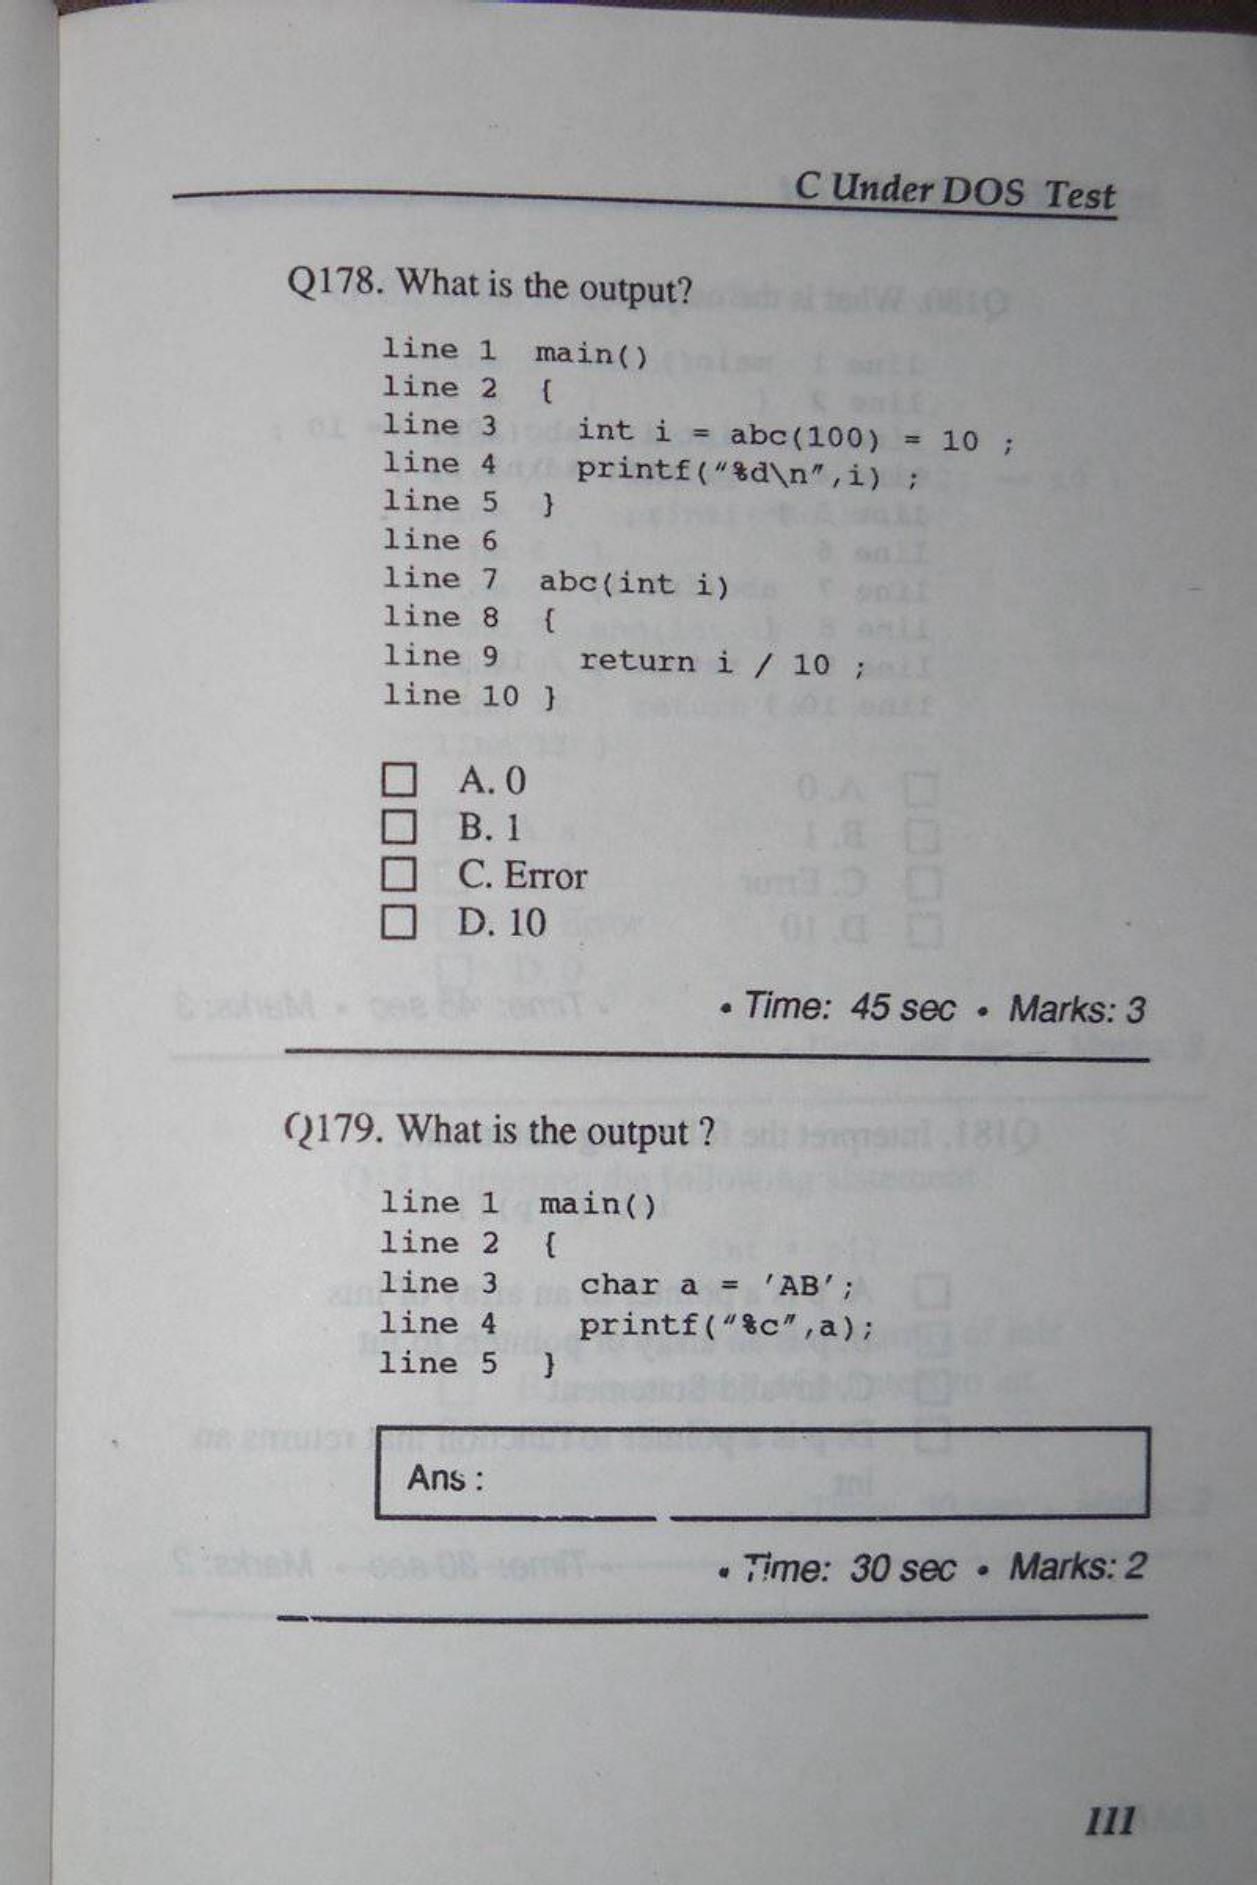 C Under DOS Test
Q178. What is the output?
line 1 main()
line 2 {
line 3 int i = abc(100) = 10 ;
line 4 printf("%d\n",i) ;
line 5 }
line 6
line 7 abc(int i)
line 8 {
line 9 return i / 10 ;
line 10 }
A. 0
B. 1
C. Error
D. 10
• Time: 45 sec • Marks: 3
Q179. What is the output ?
line 1 main()
line 2 {
line 3 char a = 'AB';
line 4 printf("%c",a);
line 5 }
Ans :
• Time: 30 sec • Marks: 2
111